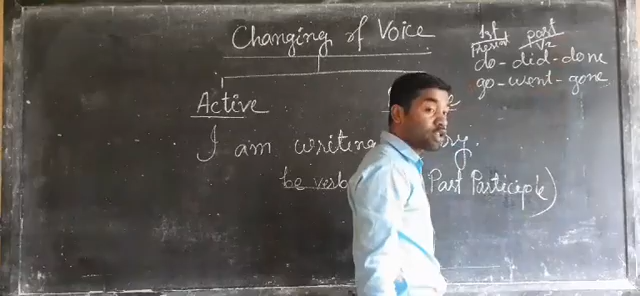 Changing of Voice
1st past
Present V2
do - did - done
go - went - gone
Active
I am writing
be verb Past Participle)